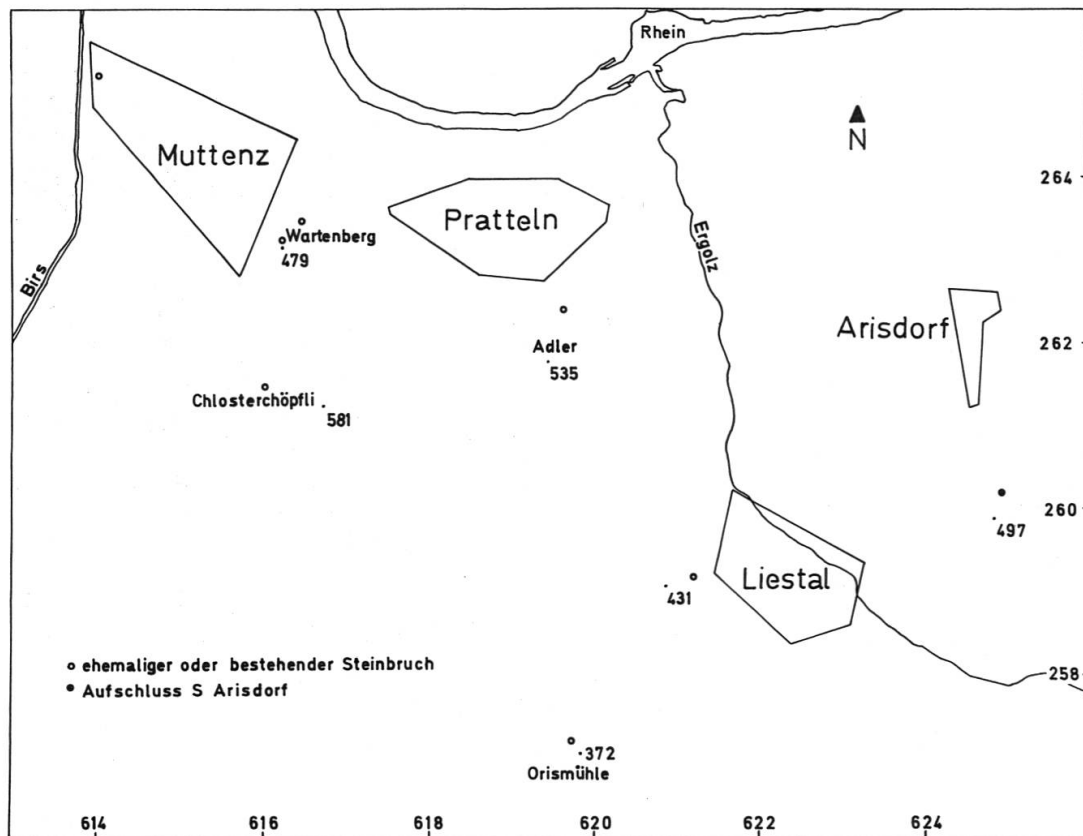 Rhein
N
Muttenz
264
Pratteln
Wartenberg
479
Ergolz
Birs
Arisdorf
262
Adler
535
Chlosterchöpfli
581
260
497
Liestal
431
ehemaliger oder bestehender Steinbruch
258
Aufschluss S Arisdorf
372
Orismühle
614 616 618 620 622 624